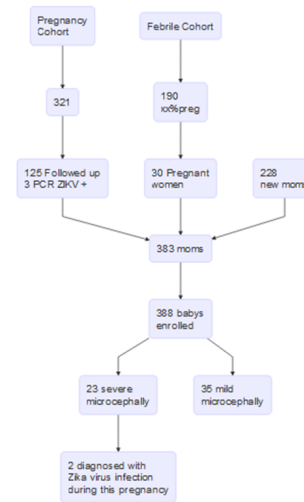 Pregnancy
Cohort
Febrile Cohort
321
190
xx%preg
125 Followed up
3 PCR ZIKV +
30 Pregnant
women
228
new moms
383 moms
388 babys
enrolled
23 severe
microcephally
35 mild
microcephally
2 diagnosed with
Zika virus infection
during this pregnancy